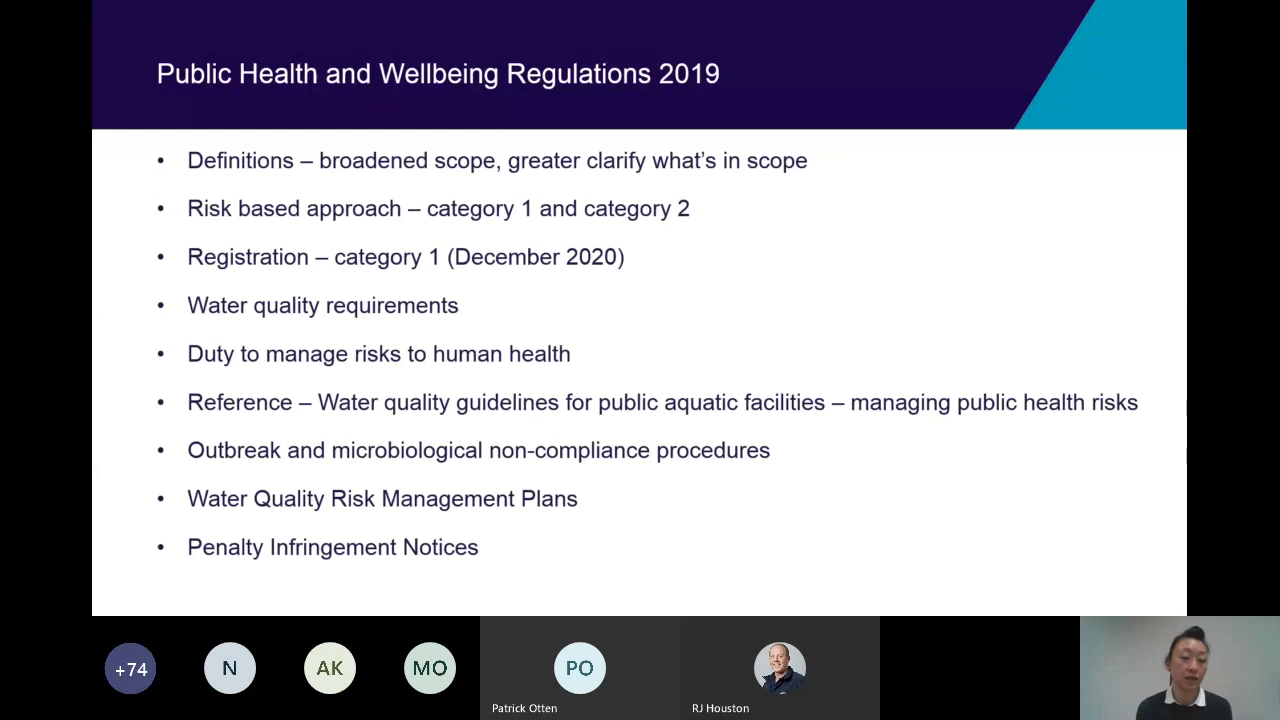 Public Health and Wellbeing Regulations 2019
• Definitions – broadened scope, greater clarify what's in scope
• Risk based approach – category 1 and category 2
• Registration – category 1 (December 2020)
• Water quality requirements
• Duty to manage risks to human health
• Reference – Water quality guidelines for public aquatic facilities – managing public health risks
• Outbreak and microbiological non-compliance procedures
• Water Quality Risk Management Plans
• Penalty Infringement Notices
+74
N
AK
MO
PO
Patrick Otten
RJ Houston